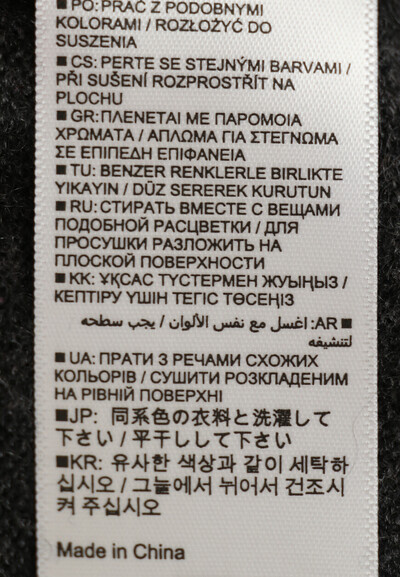 ■ PO: PRAĆ Z PODOBNYMI
KOLORAMI / ROZŁOŻYĆ DO
SUSZENIA
■ CS: PERTE SE STEJNÝMI BARVAMI /
PŘI SUŠENÍ ROZPROSTŘÍT NA
PLOCHU
■ GR: ΠΛΕΝΕΤΑΙ ΜΕ ΠΑΡΟΜΟΙΑ
ΧΡΩΜΑΤΑ / ΑΠΛΩΜΑ ΓΙΑ ΣΤΕΓΝΩΜΑ
ΣΕ ΕΠΙΠΕΔΗ ΕΠΙΦΑΝΕΙΑ
■ TU: BENZER RENKLERLE BIRLIKTE
YIKAYIN / DÜZ SEREREK KURUTUN
■ RU: СТИРАТЬ ВМЕСТЕ С ВЕЩАМИ
ПОДОБНОЙ РАСЦВЕТКИ / ДЛЯ
ПРОСУШКИ РАЗЛОЖИТЬ НА
ПЛОСКОЙ ПОВЕРХНОСТИ
■ KK: ҰҚСАС ТҮСТЕРМЕН ЖУЫҢЫЗ /
КЕПТІРУ ҮШІН ТЕГІС ТӨСЕҢІЗ
■ AR: اغسل مع نفس الألوان / يجب سطحه
لتنشيفه
■ UA: ПРАТИ З РЕЧАМИ СХОЖИХ
КОЛЬОРІВ / СУШИТИ РОЗКЛАДЕНИМ
НА РІВНІЙ ПОВЕРХНІ
■JP: 同系色の衣料と洗濯して
下さい / 平干しして下さい
■KR: 유사한 색상과 같이 세탁하
십시오 / 그늘에서 뉘어서 건조시
켜 주십시오
Made in China